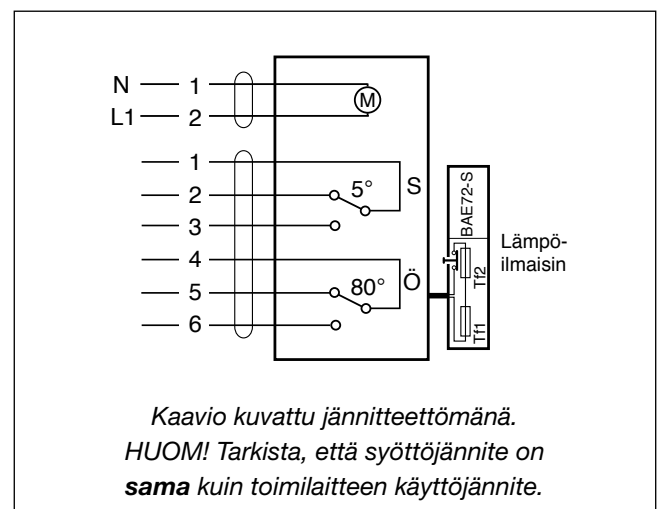 N 1
L1 2
M
1
2 5° S
3
4
5 80° Ö
6
BAE72-S
Tf2
Tf1
Lämpö-
ilmaisin
Kaavio kuvattu jännitteettömänä.
HUOM! Tarkista, että syöttöjännite on
sama kuin toimilaitteen käyttöjännite.